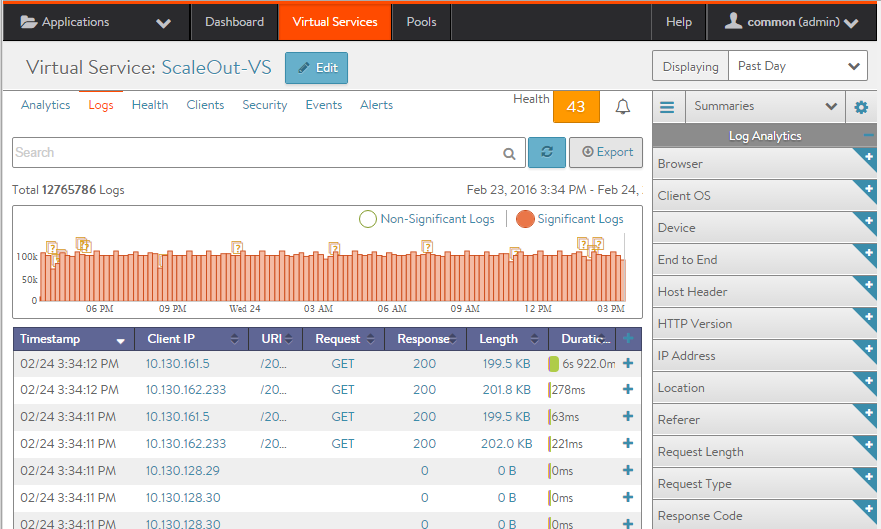 Applications Dashboard Virtual Services Pools Help common (admin)
Virtual Service: ScaleOut-VS Edit Displaying Past Day
Analytics Logs Health Clients Security Events Alerts Health 43 Summaries
Log Analytics
Search Export
Browser
Total 12765786 Logs Feb 23, 2016 3:34 PM - Feb 24,
Client OS
Non-Significant Logs Significant Logs
Device
100k
50k
0
06 PM 09 PM Wed 24 03 AM 06 AM 09 AM 12 PM 03 PM
End to End
Host Header
HTTP Version
IP Address
Location
Referer
Request Length
Request Type
Response Code
Timestamp Client IP URI Request Response Length Duratio...
02/24 3:34:12 PM 10.130.161.5 /20... GET 200 199.5 KB 6s 922.0m
02/24 3:34:12 PM 10.130.162.233 /20... GET 200 201.8 KB 278ms
02/24 3:34:11 PM 10.130.161.5 /20... GET 200 199.5 KB 63ms
02/24 3:34:11 PM 10.130.162.233 /20... GET 200 202.0 KB 221ms
02/24 3:34:11 PM 10.130.128.29 0 0 B 0ms
02/24 3:34:11 PM 10.130.128.30 0 0 B 0ms
02/24 3:34:11 PM 10.130.128.30 0 0 B 0ms